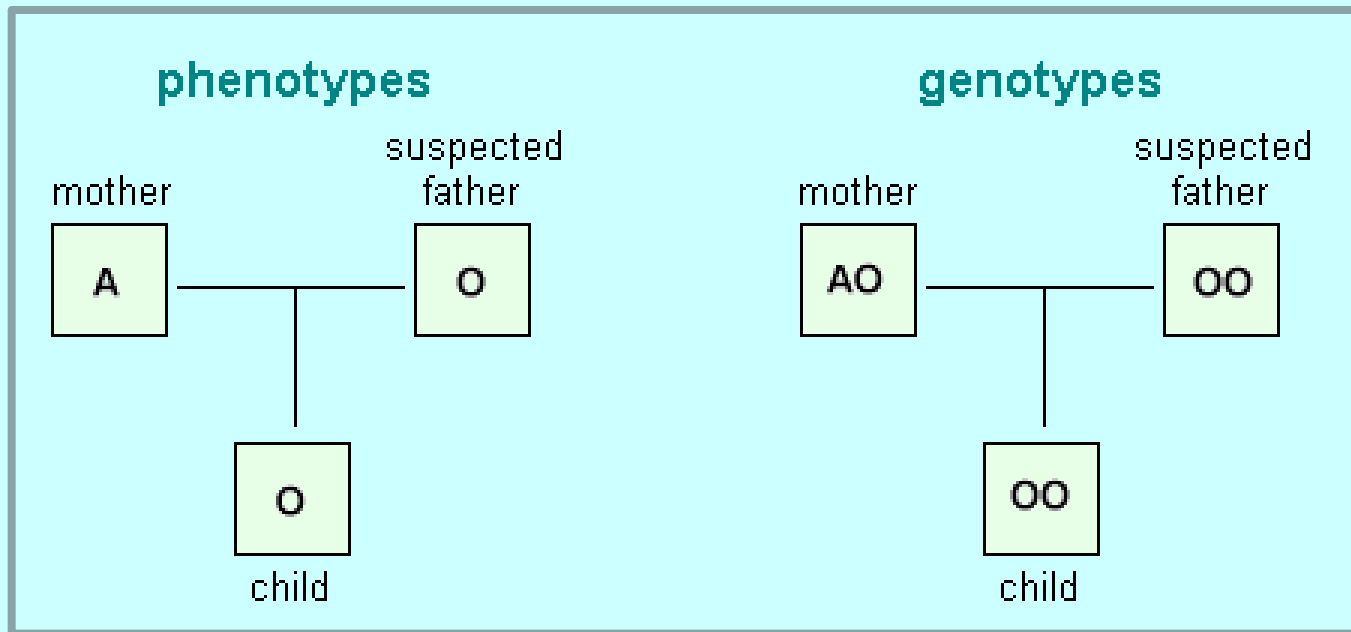 phenotypes
mother
suspected
father
A
O
O
child
genotypes
mother
suspected
father
AO
OO
OO
child